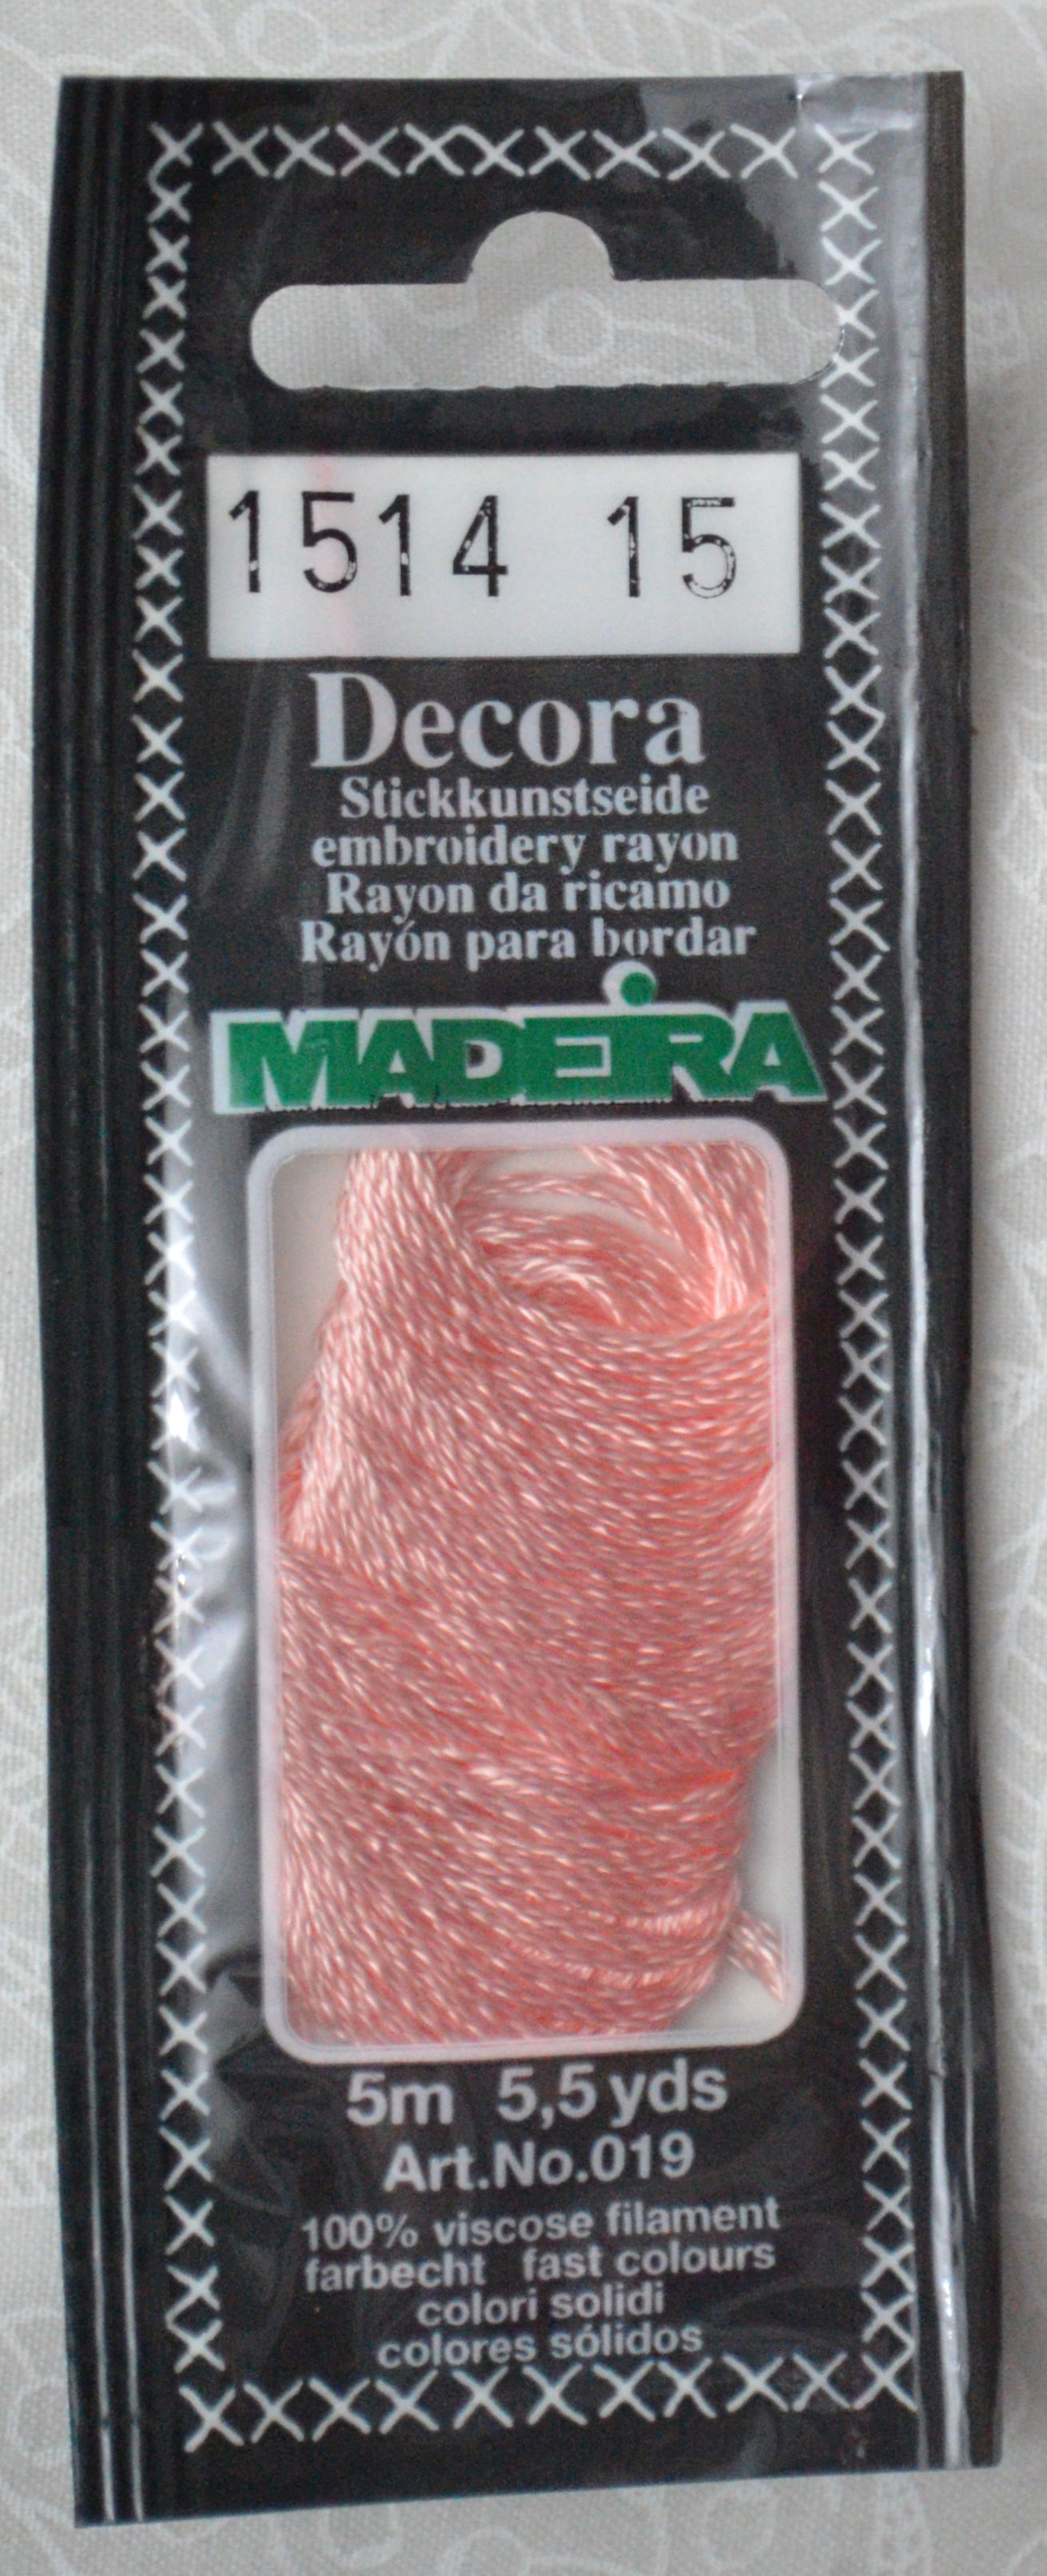 1514 15
Decora
Stickkunstseide
embroidery rayon
Rayon da ricamo
Rayón para bordar
MADEIRA
5m 5,5 yds
Art.No.019
100% viscose filament
farbecht fast colours
colori solidi
colores sólidos